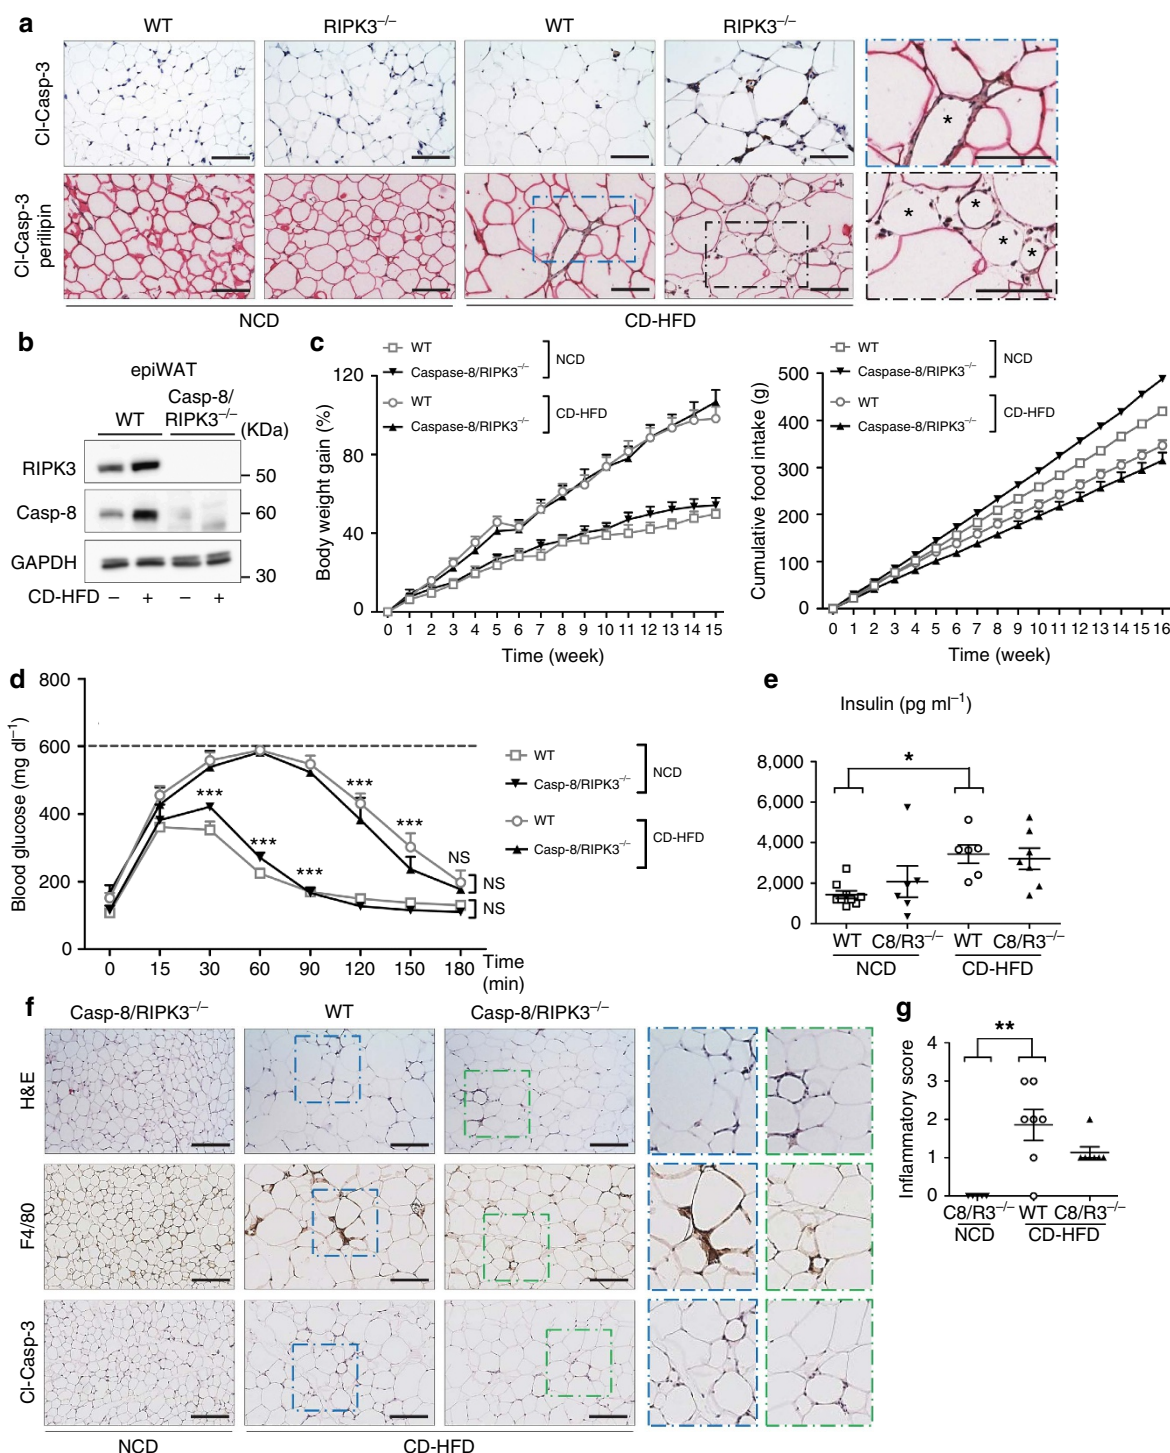 a
WT
RIPK3–/–
WT
RIPK3–/–
Cl-Casp-3
*
Cl-Casp-3
perilipin
* * * *
NCD
CD-HFD
b
epiWAT
WT
Casp-8/
RIPK3–/–
(KDa)
RIPK3
50
Casp-8
60
GAPDH
30
CD-HFD – + – +
c
WT
Caspase-8/RIPK3–/–
NCD
WT
Caspase-8/RIPK3–/–
CD-HFD
Body weight gain (%)
120
80
40
0
0 1 2 3 4 5 6 7 8 9 10 11 12 13 14 15
Time (week)
WT
Caspase-8/RIPK3–/–
NCD
WT
Caspase-8/RIPK3–/–
CD-HFD
Cumulative food intake (g)
500
400
300
200
100
0
0 1 2 3 4 5 6 7 8 9 10 11 12 13 14 15 16
Time (week)
d
Blood glucose (mg dl–1)
800
600
400
200
0
*** *** *** *** *** NS
NS
NS
0 15 30 60 90 120 150 180
Time
(min)
WT
Casp-8/RIPK3–/–
NCD
WT
Casp-8/RIPK3–/–
CD-HFD
e
Insulin (pg ml–1)
*
8,000
6,000
4,000
2,000
0
WT C8/R3–/– WT C8/R3–/–
NCD CD-HFD
f
Casp-8/RIPK3–/–
WT
Casp-8/RIPK3–/–
H&E
F4/80
Cl-Casp-3
NCD
CD-HFD
g
**
Inflammatory score
4
3
2
1
0
C8/R3–/– WT C8/R3–/–
NCD CD-HFD